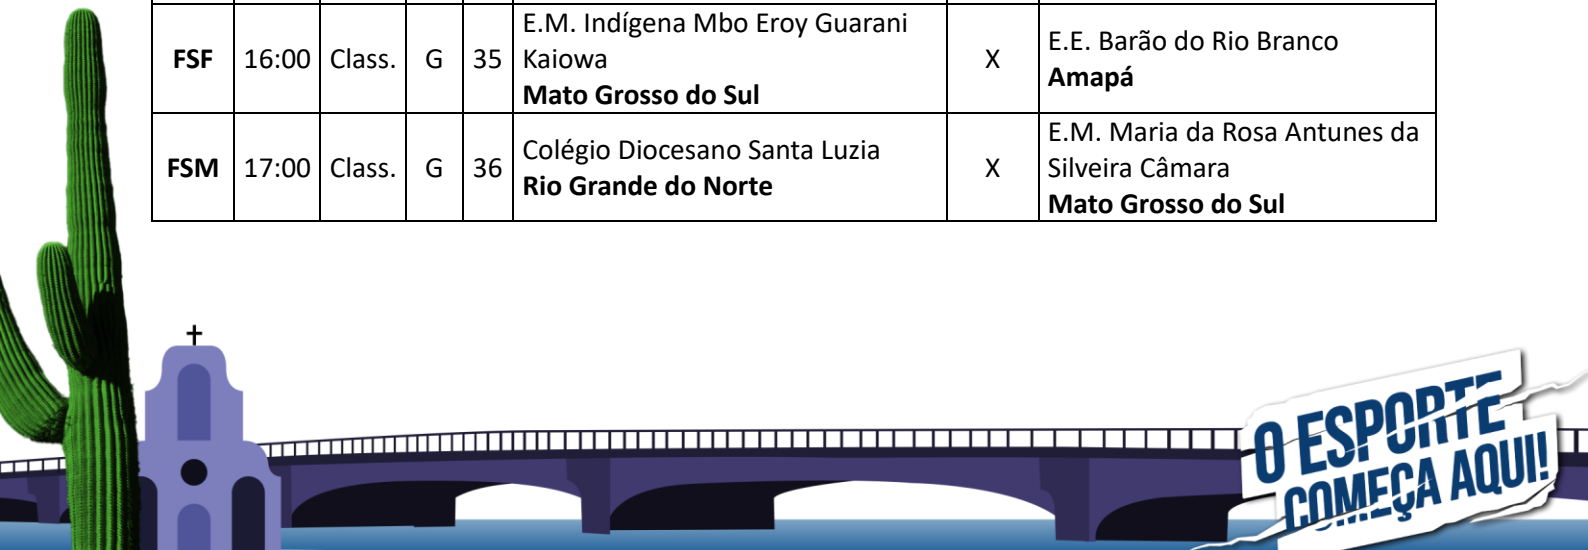 FSF 16:00 Class. G 35 E.M. Indígena Mbo Eroy Guarani
Kaiowa
Mato Grosso do Sul X E.E. Barão do Rio Branco
Amapá
FSM 17:00 Class. G 36 Colégio Diocesano Santa Luzia
Rio Grande do Norte X E.M. Maria da Rosa Antunes da
Silveira Câmara
Mato Grosso do Sul
O ESPORTE
COMEÇA AQUI!